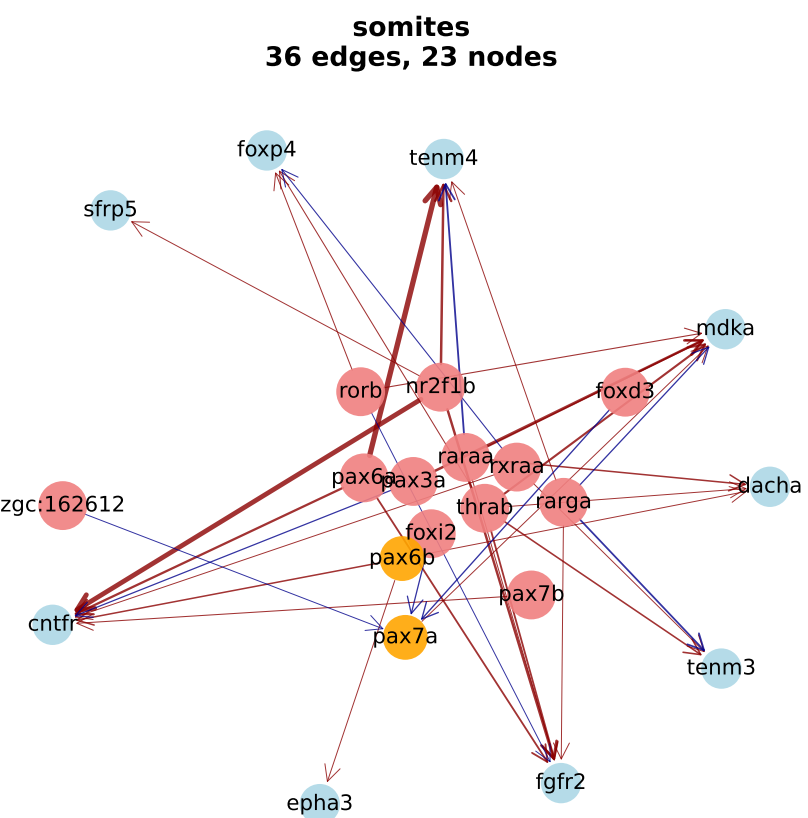 somites
36 edges, 23 nodes
foxp4
tenm4
sfrp5
mdka
rorb
nr2f1b
foxd3
raraa
rxraa
pax6a
pax3a
dacha
zgc:162612
thrab
rarga
foxi2
pax6b
pax7b
cntfr
pax7a
tenm3
fgfr2
epha3